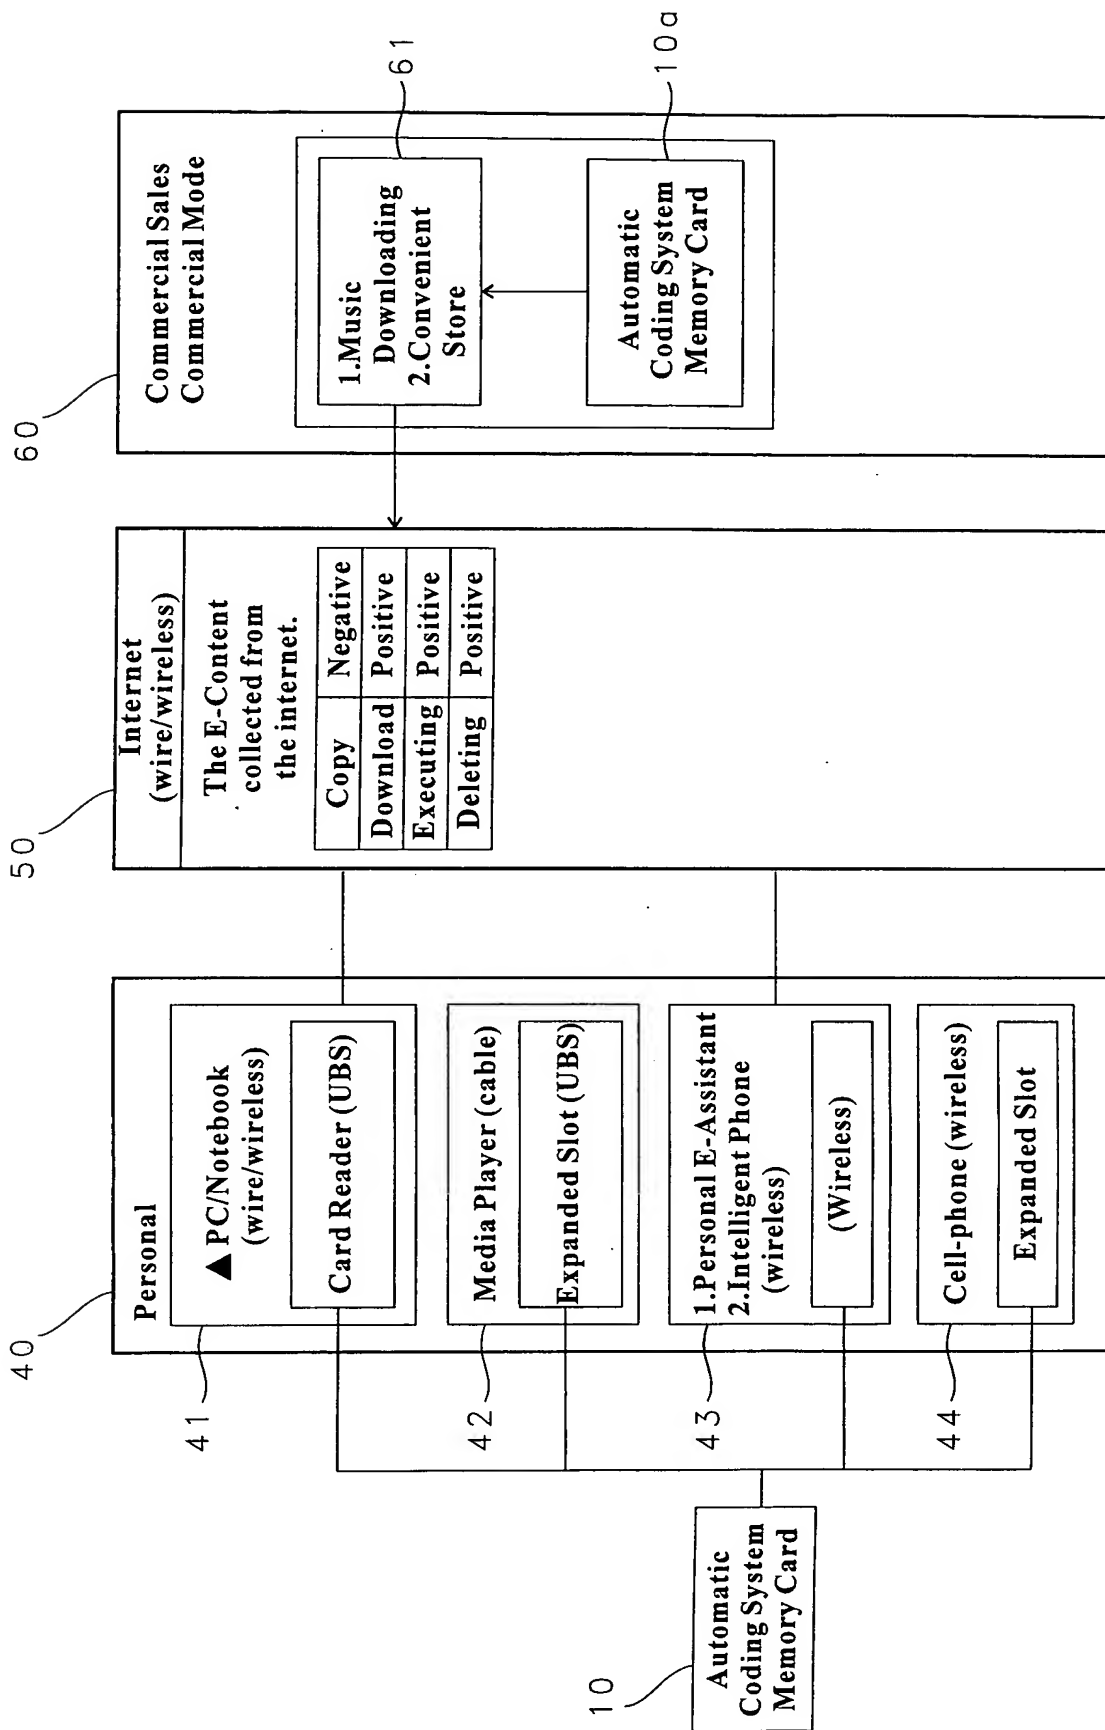 10
Automatic
Coding System
Memory Card
40
Personal
41
▲ PC/Notebook
(wire/wireless)
Card Reader (UBS)
42
Media Player (cable)
Expanded Slot (UBS)
43
1.Personal E-Assistant
2.Intelligent Phone
(wireless)
(Wireless)
44
Cell-phone (wireless)
Expanded Slot
50
Internet
(wire/wireless)
The E-Content
collected from
the internet.
Copy Negative
Download Positive
Executing Positive
Deleting Positive
60
Commercial Sales
Commercial Mode
61
1.Music
Downloading
2.Convenient
Store
10a
Automatic
Coding System
Memory Card